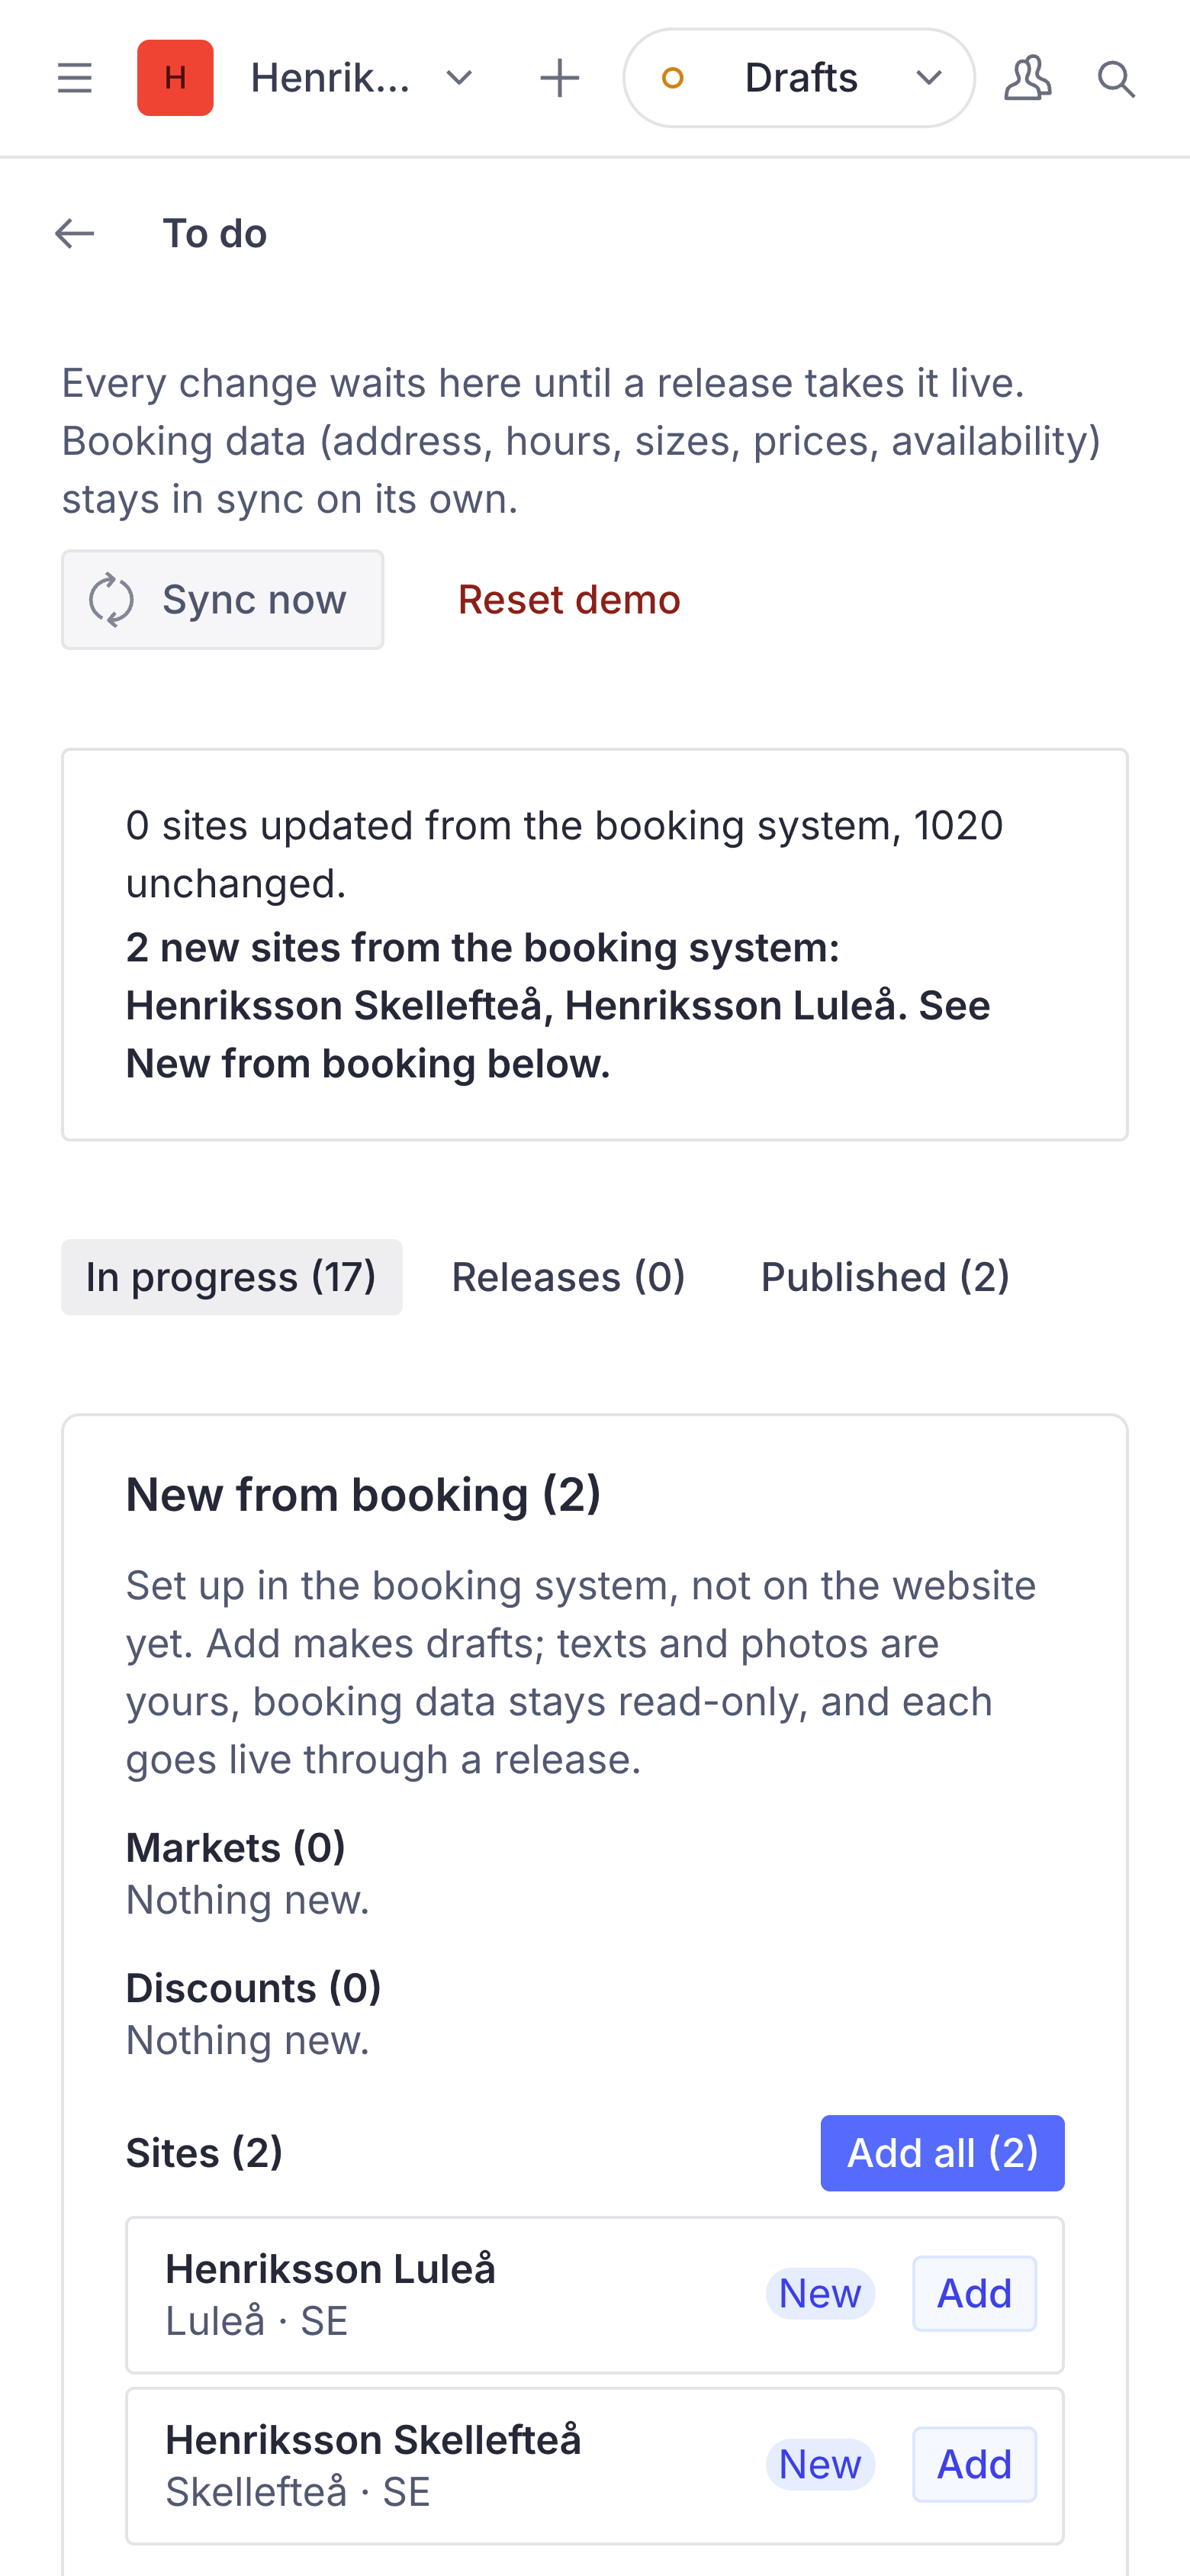 H
Henrik...
Drafts
To do
Every change waits here until a release takes it live.
Booking data (address, hours, sizes, prices, availability)
stays in sync on its own.
Sync now
Reset demo
0 sites updated from the booking system, 1020
unchanged.
2 new sites from the booking system:
Henriksson Skellefteå, Henriksson Luleå. See
New from booking below.
In progress (17)
Releases (0)
Published (2)
New from booking (2)
Set up in the booking system, not on the website
yet. Add makes drafts; texts and photos are
yours, booking data stays read-only, and each
goes live through a release.
Markets (0)
Nothing new.
Discounts (0)
Nothing new.
Sites (2)
Add all (2)
Henriksson Luleå
Luleå · SE
New
Add
Henriksson Skellefteå
Skellefteå · SE
New
Add